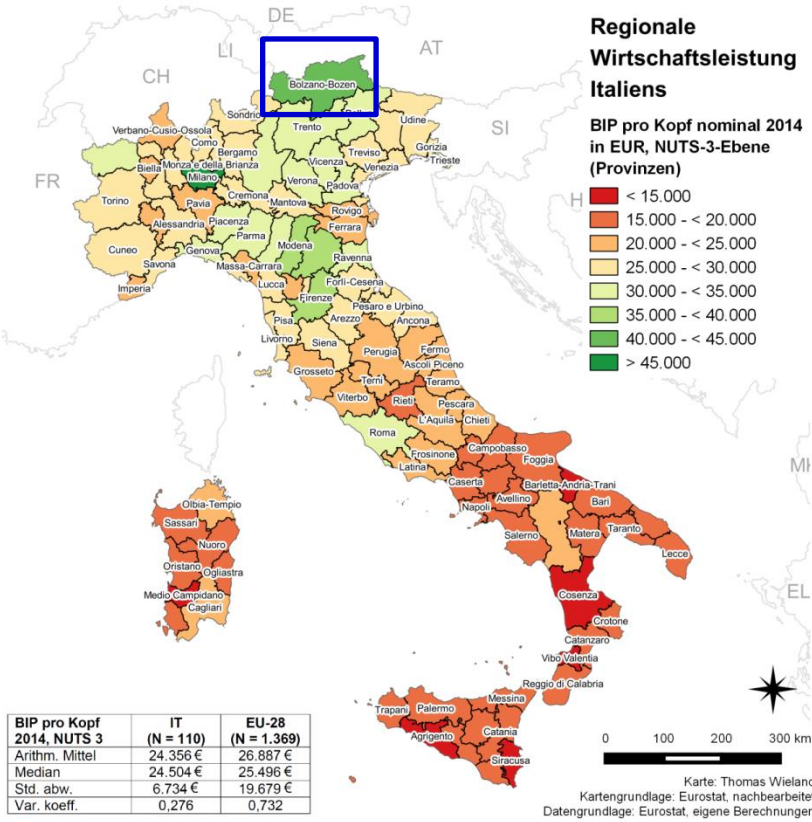 Regionale
Wirtschaftsleistung
Italiens
BIP pro Kopf nominal 2014
in EUR, NUTS-3-Ebene
(Provinzen)
< 15.000
15.000 - < 20.000
20.000 - < 25.000
25.000 - < 30.000
30.000 - < 35.000
35.000 - < 40.000
40.000 - < 45.000
> 45.000
DE
LI
AT
CH
SI
FR
H
EL
Bolzano-Bozen
Sondrio
Trento
Udine
Verbano-Cusio-Ossola
Como
Bergamo
Treviso
Gorizia
Trieste
Biella
Monza e della Brianza
Vicenza
Venezia
Milano
Verona
Padova
Torino
Pavia
Cremona
Mantova
Rovigo
Alessandria
Piacenza
Ferrara
Parma
Modena
Cuneo
Genova
Ravenna
Savona
Massa-Carrara
Forlì-Cesena
Imperia
Lucca
Firenze
Pesaro e Urbino
Pisa
Arezzo
Ancona
Livorno
Siena
Perugia
Fermo
Ascoli Piceno
Grosseto
Terni
Teramo
Viterbo
Rieti
Pescara
L'Aquila
Chieti
Roma
Frosinone
Campobasso
Latina
Foggia
Caserta
Barletta-Andria-Trani
Avellino
Bari
Napoli
Salerno
Matera
Taranto
Lecce
Olbia-Tempio
Sassari
Nuoro
Oristano
Ogliastra
Medio Campidano
Cagliari
Cosenza
Crotone
Catanzaro
Vibo Valentia
Reggio di Calabria
Messina
Trapani
Palermo
Catania
Agrigento
Siracusa
BIP pro Kopf 2014, NUTS 3 IT (N = 110) EU-28 (N = 1.369)
Arithm. Mittel 24.356 € 26.887 €
Median 24.504 € 25.496 €
Std. abw. 6.734 € 19.679 €
Var. koeff. 0,276 0,732
0 100 200 300 km
Karte: Thomas Wieland
Kartengrundlage: Eurostat, nachbearbeitet
Datengrundlage: Eurostat, eigene Berechnungen